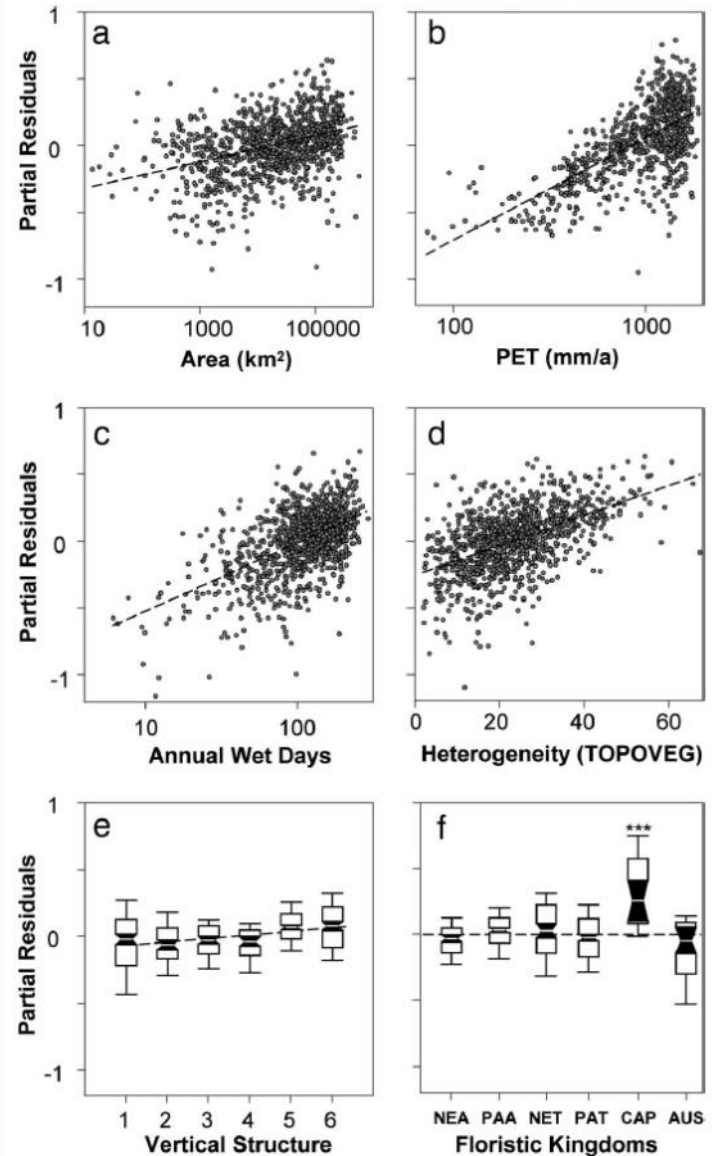 1
a
b
Partial Residuals
0
-1
10 1000 100000
100 1000
Area (km²)
PET (mm/a)
1
c
d
Partial Residuals
0
-1
10 100
0 20 40 60
Annual Wet Days
Heterogeneity (TOPOVEG)
1
e
f
***
Partial Residuals
0
-1
1 2 3 4 5 6
NEA PAA NET PAT CAP AUS
Vertical Structure
Floristic Kingdoms